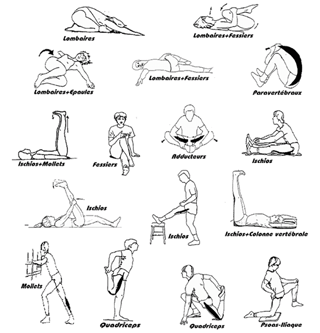 Lombaires
Lombaires+Fessiers
Lombaires+Epaules
Lombaires+Fessiers
Paravertébraux
Ischios+Mollets
Fessiers
Adducteurs
Ischios
Ischios
Ischios
Ischios+Colonne vertébrale
Mollets
Quadriceps
Quadriceps
Psoas-Iliaque